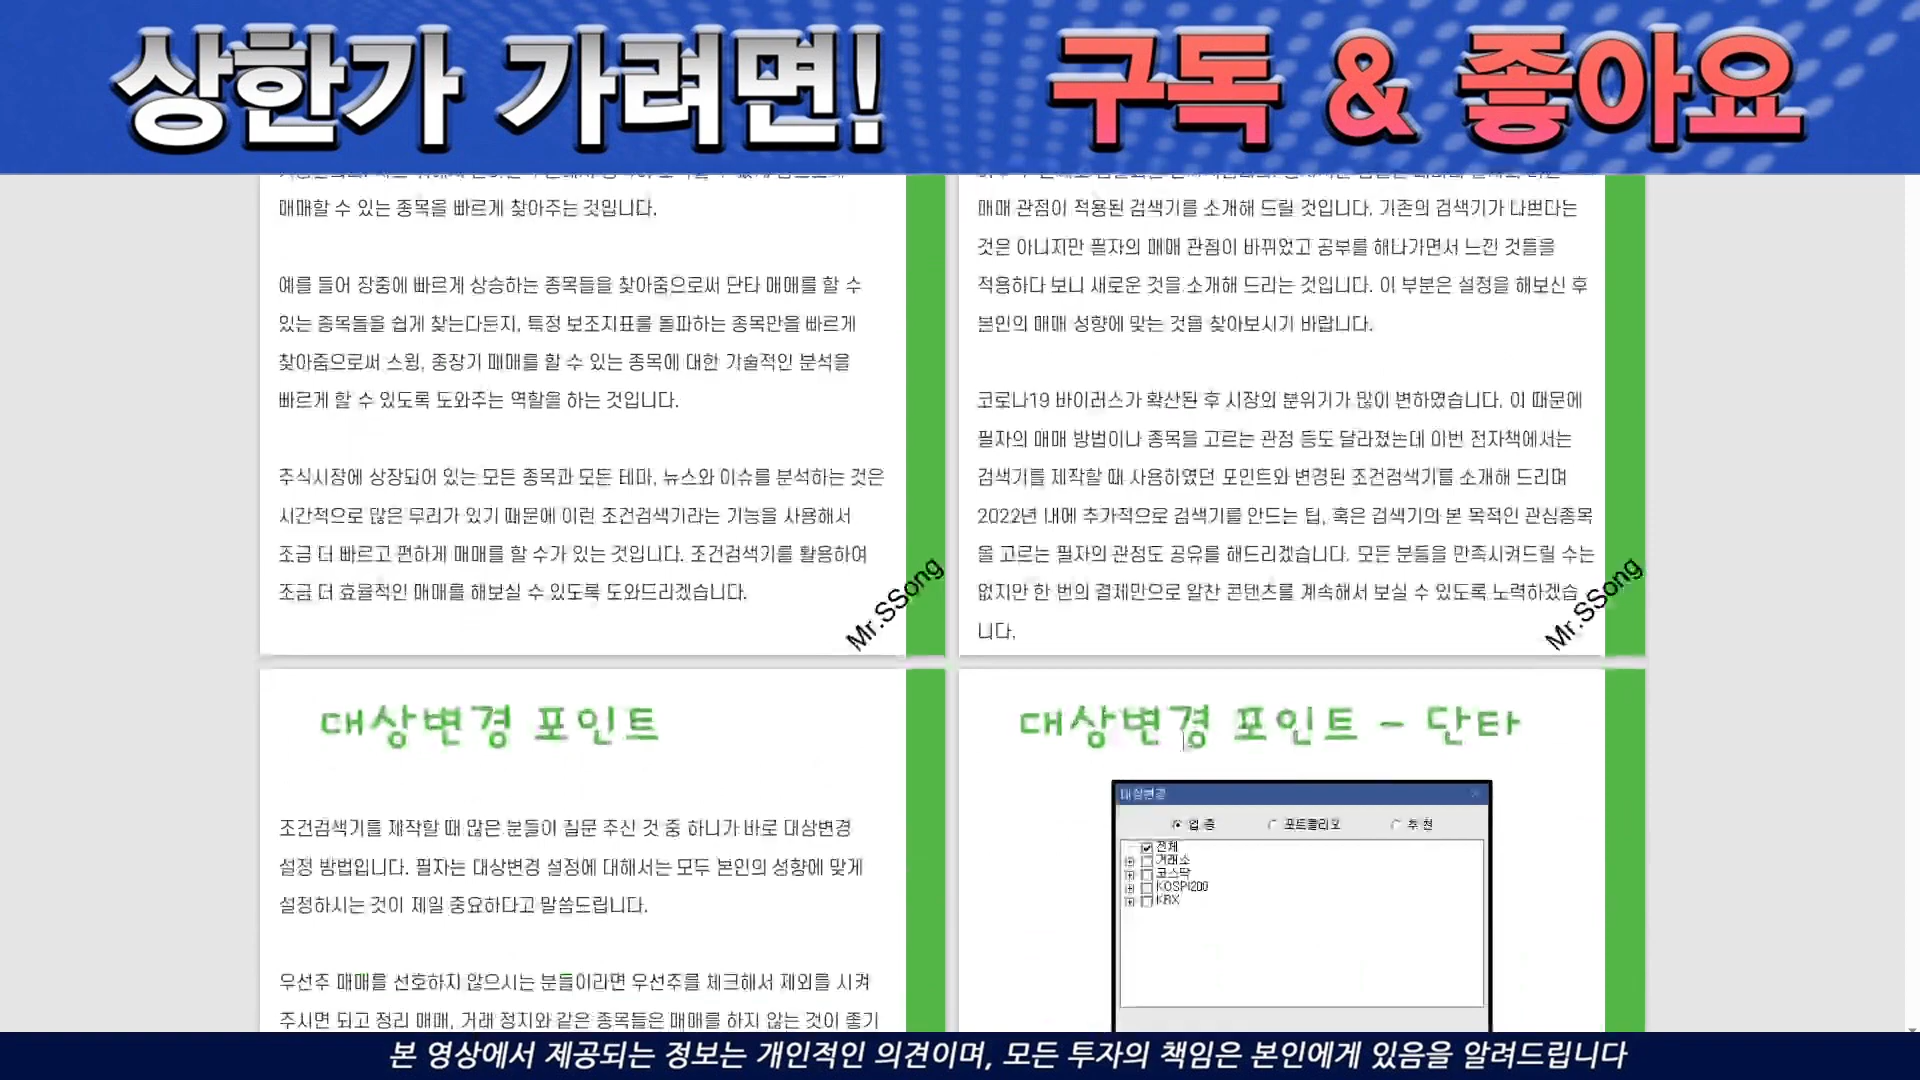 상한가 가려면! 구독 & 좋아요
매매할 수 있는 종목을 빠르게 찾아주는 것입니다.
예를 들어 장중에 빠르게 상승하는 종목들을 찾아줌으로써 단타 매매를 할 수
있는 종목들을 쉽게 찾는다든지, 특정 보조지표를 돌파하는 종목만을 빠르게
찾아줌으로써 스윙, 중장기 매매를 할 수 있는 종목에 대한 기술적인 분석을
빠르게 할 수 있도록 도와주는 역할을 하는 것입니다.
주식시장에 상장되어 있는 모든 종목과 모든 테마, 뉴스와 이슈를 분석하는 것은
시간적으로 많은 무리가 있기 때문에 이런 조건검색기라는 기능을 사용해서
조금 더 빠르고 편하게 매매를 할 수가 있는 것입니다. 조건검색기를 활용하여
조금 더 효율적인 매매를 해보실 수 있도록 도와드리겠습니다.
Mr.SSong
매매 관점이 적용된 검색기를 소개해 드릴 것입니다. 기존의 검색기가 나쁘다는
것은 아니지만 필자의 매매 관점이 바뀌었고 공부를 해나가면서 느낀 것들을
적용하다 보니 새로운 것을 소개해 드리는 것입니다. 이 부분은 설정을 해보신 후
본인의 매매 성향에 맞는 것을 찾아보시기 바랍니다.
코로나19 바이러스가 확산된 후 시장의 분위기가 많이 변하였습니다. 이 때문에
필자의 매매 방법이나 종목을 고르는 관점 등도 달라졌는데 이번 전자책에서는
검색기를 제작할 때 사용하였던 포인트와 변경된 조건검색기를 소개해 드리며
2022년 내에 추가적으로 검색기를 만드는 팁, 혹은 검색기의 본 목적인 관심종목
을 고르는 필자의 관점도 공유를 해드리겠습니다. 모든 분들을 만족시켜드릴 수는
없지만 한 번의 결제만으로 알찬 콘텐츠를 계속해서 보실 수 있도록 노력하겠습
니다.
Mr.SSong
대상변경 포인트
조건검색기를 제작할 때 많은 분들이 질문 주신 것 중 하나가 바로 대상변경
설정 방법입니다. 필자는 대상변경 설정에 대해서는 모두 본인의 성향에 맞게
설정하시는 것이 제일 중요하다고 말씀드립니다.
우선주 매매를 선호하지 않으시는 분들이라면 우선주를 체크해서 제외를 시켜
주시면 되고 정리 매매, 거래 정지와 같은 종목들은 매매를 하지 않는 것이 좋기
대상변경 포인트 - 단타
대상변경
업 종 포트폴리오 추 천
전체
거래소
코스닥
KOSPI200
KRX
본 영상에서 제공되는 정보는 개인적인 의견이며, 모든 투자의 책임은 본인에게 있음을 알려드립니다